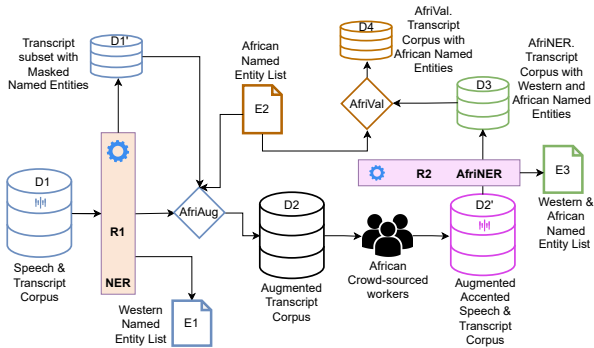 D1'
Transcript
subset with
Masked
Named Entities
African
Named
Entity List
E2
D4
AfriVal.
Transcript
Corpus with
African Named
Entities
AfriNER.
Transcript
Corpus with
Western and
African Named
Entities
D3
AfriVal
D1
Speech &
Transcript
Corpus
R1
NER
AfriAug
Western
Named
Entity List
E1
D2
Augmented
Transcript
Corpus
African
Crowd-sourced
workers
R2 AfriNER
D2'
Augmented
Accented
Speech &
Transcript
Corpus
E3
Western &
African
Named
Entity List